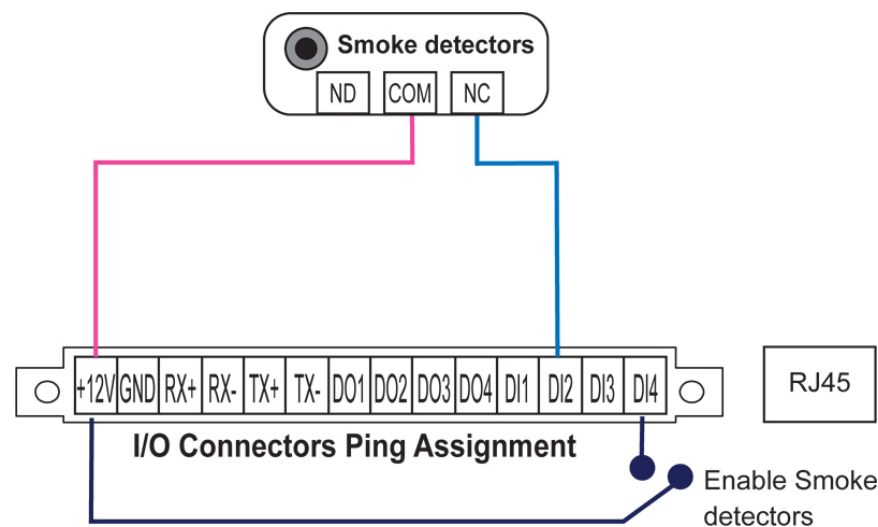 Smoke detectors
ND COM NC
+12V GND RX+ RX- TX+ TX- DO1 DO2 DO3 DO4 DI1 DI2 DI3 DI4
RJ45
I/O Connectors Ping Assignment
Enable Smoke
detectors